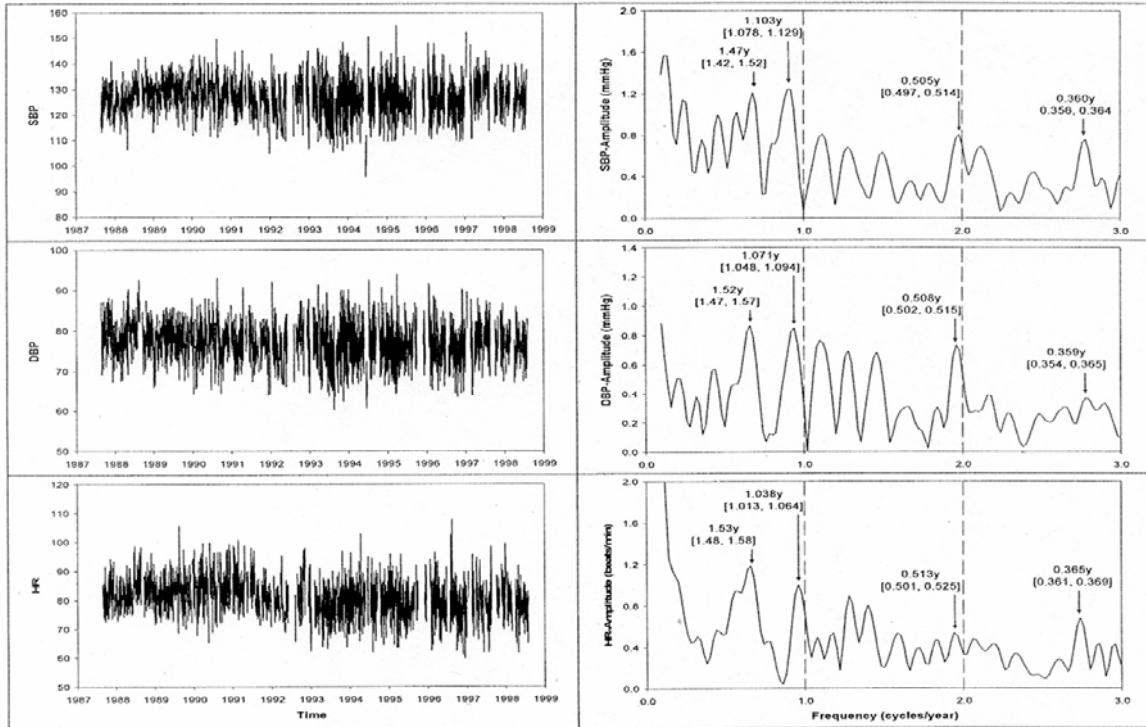 160
150
140
130
120
110
100
90
80
SBP
1987 1988 1989 1990 1991 1992 1993 1994 1995 1996 1997 1998 1999
2.0
1.6
1.2
0.8
0.4
0.0
SBP-Amplitude (mmHg)
1.103y
[1.078, 1.129]
1.47y
[1.42, 1.52]
0.505y
[0.497, 0.514]
0.360y
0.356, 0.364
0.0 1.0 2.0 3.0
100
90
80
70
60
50
DBP
1987 1988 1989 1990 1991 1992 1993 1994 1995 1996 1997 1998 1999
1.4
1.2
1.0
0.8
0.6
0.4
0.2
0.0
DBP-Amplitude (mmHg)
1.071y
[1.048, 1.094]
1.52y
[1.47, 1.57]
0.508y
[0.502, 0.515]
0.359y
[0.354, 0.365]
0.0 1.0 2.0 3.0
120
110
100
90
80
70
60
50
HR
1987 1988 1989 1990 1991 1992 1993 1994 1995 1996 1997 1998 1999
Time
2.0
1.6
1.2
0.8
0.4
0.0
HR-Amplitude (beats/min)
1.038y
[1.013, 1.064]
1.53y
[1.48, 1.58]
0.513y
[0.501, 0.525]
0.365y
[0.361, 0.369]
0.0 1.0 2.0 3.0
Frequency (cycles/year)